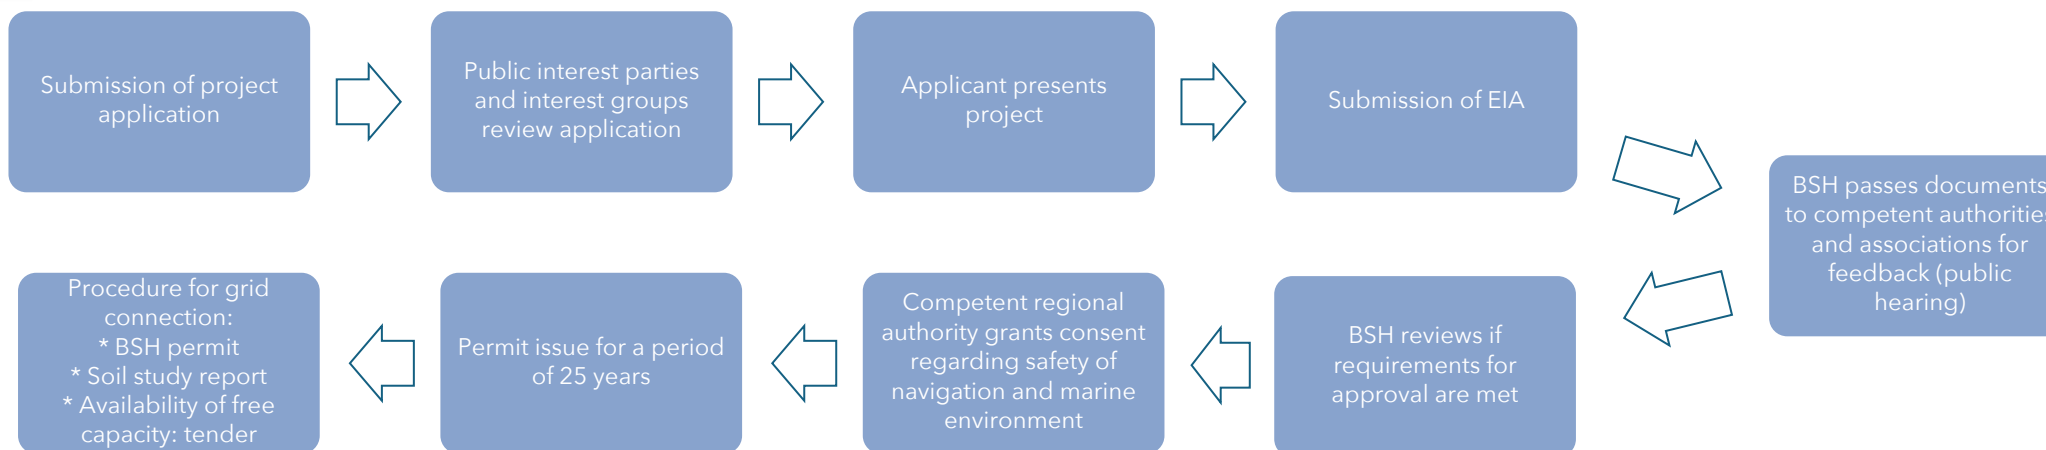 Submission of project
application
Public interest parties
and interest groups
review application
Applicant presents
project
Submission of EIA
BSH passes documents
to competent authorities
and associations for
feedback (public
hearing)
BSH reviews if
requirements for
approval are met
Competent regional
authority grants consent
regarding safety of
navigation and marine
environment
Permit issue for a period
of 25 years
Procedure for grid
connection:
* BSH permit
* Soil study report
* Availability of free
capacity: tender